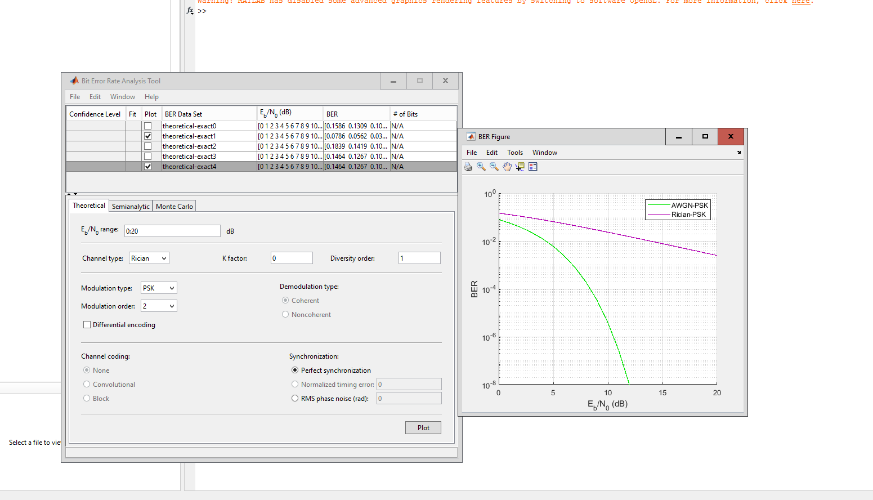 Warning: MATLAB has disabled some advanced graphics rendering features by switching to software OpenGL. For more information, click here.
fx >>
Bit Error Rate Analysis Tool
File Edit Window Help
Confidence Level Fit Plot BER Data Set Eb/N0 (dB) BER # of Bits
theoretical-exact0 [0 1 2 3 4 5 6 7 8 9 10... [0.1586 0.1309 0.10... N/A
theoretical-exact1 [0 1 2 3 4 5 6 7 8 9 10... [0.0786 0.0562 0.03... N/A
theoretical-exact2 [0 1 2 3 4 5 6 7 8 9 10... [0.1839 0.1419 0.10... N/A
theoretical-exact3 [0 1 2 3 4 5 6 7 8 9 10... [0.1464 0.1267 0.10... N/A
theoretical-exact4 [0 1 2 3 4 5 6 7 8 9 10... [0.1464 0.1267 0.10... N/A
Theoretical Semianalytic Monte Carlo
Eb/N0 range: 0:20 dB
Channel type: Rician K factor: 0 Diversity order: 1
Modulation type: PSK Demodulation type:
Coherent
Modulation order: 2
Noncoherent
Differential encoding
Channel coding: Synchronization:
None Perfect synchronization
Convolutional Normalized timing error: 0
Block RMS phase noise (rad): 0
Plot
Select a file to vie
BER Figure
File Edit Tools Window
10^0
AWGN-PSK
Rician-PSK
10^-2
BER
10^-4
10^-6
10^-8
0 5 10 15 20
Eb/N0 (dB)